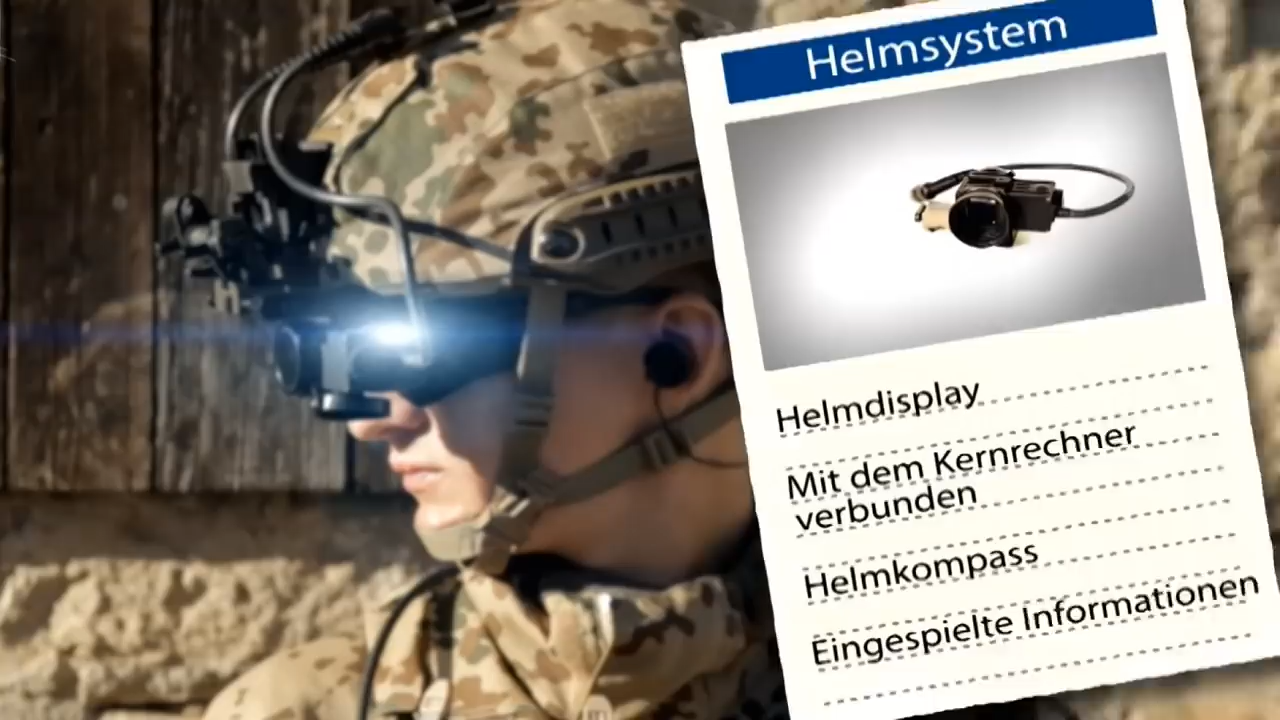 Helmsystem
Helmdisplay
Mit dem Kernrechner
verbunden
Helmkompass
Eingespielte Informationen